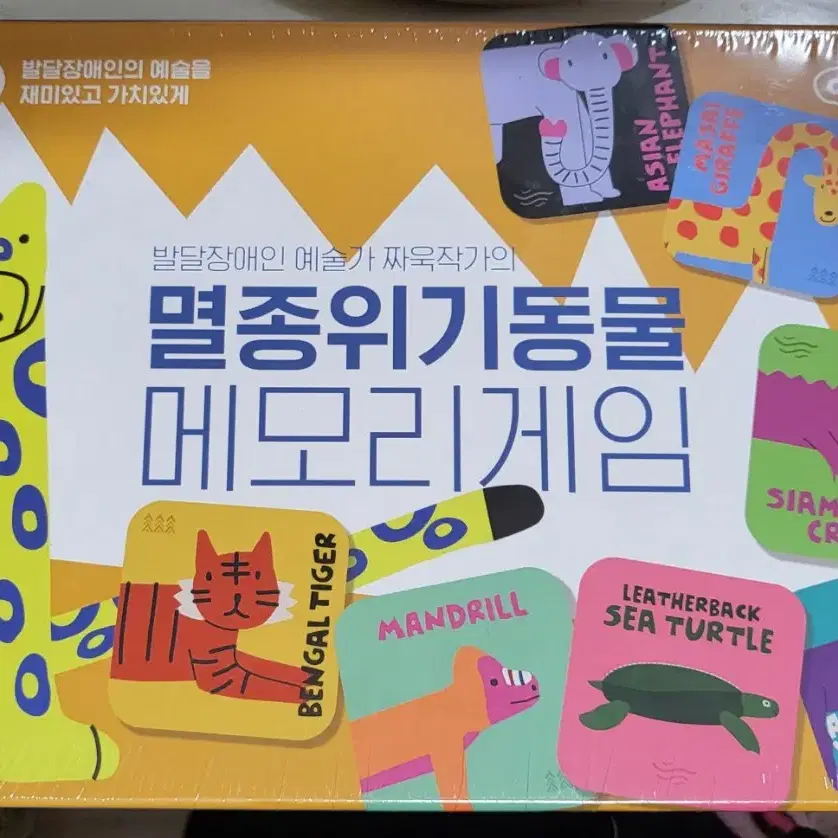 발달장애인의 예술을
재미있고 가치있게
ASIAN
ELEPHANT
MASAI
GIRAFFE
발달장애인 예술가 짜욱작가의
멸종위기동물
메모리게임
SIAM
CR
BENGAL TIGER
MANDRILL
LEATHERBACK
SEA TURTLE